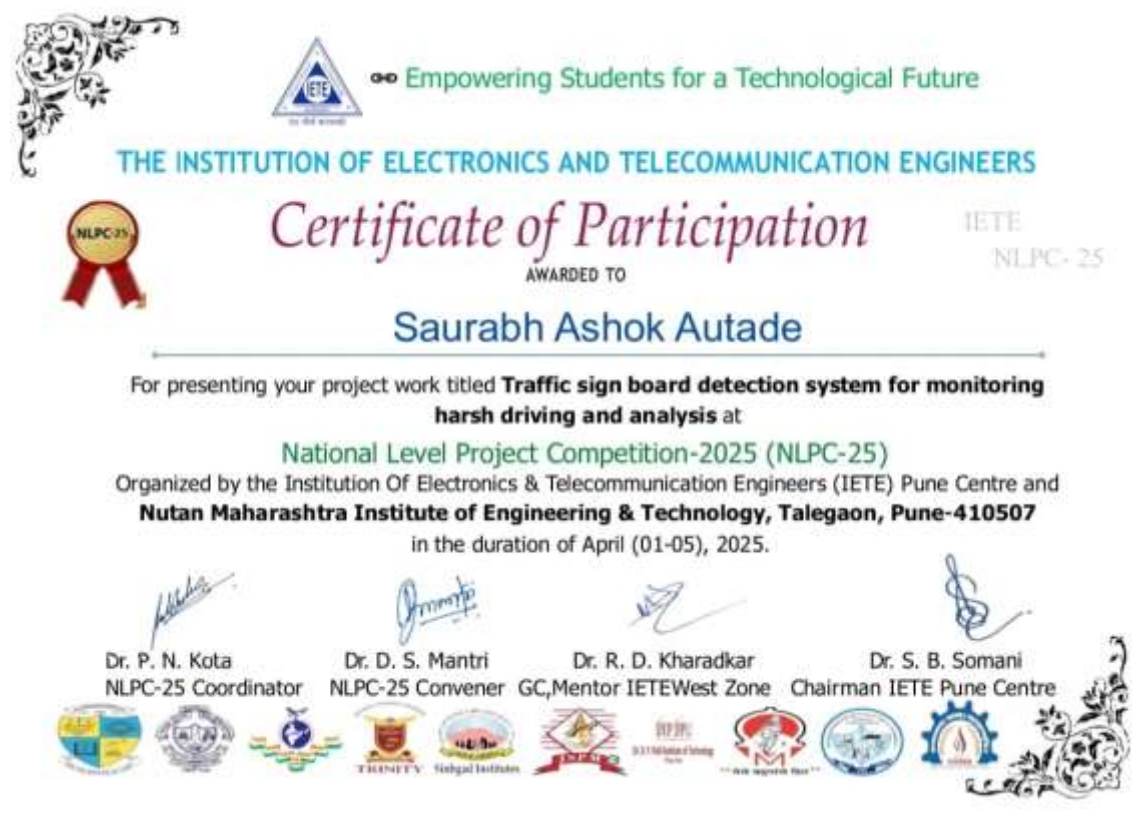 IETE
Empowering Students for a Technological Future
THE INSTITUTION OF ELECTRONICS AND TELECOMMUNICATION ENGINEERS
NLPC-25
Certificate of Participation
IETE
NLPC- 25
AWARDED TO
Saurabh Ashok Autade
For presenting your project work titled Traffic sign board detection system for monitoring
harsh driving and analysis at
National Level Project Competition-2025 (NLPC-25)
Organized by the Institution Of Electronics & Telecommunication Engineers (IETE) Pune Centre and
Nutan Maharashtra Institute of Engineering & Technology, Talegaon, Pune-410507
in the duration of April (01-05), 2025.
Dr. P. N. Kota
NLPC-25 Coordinator
Dr. D. S. Mantri
NLPC-25 Convener
Dr. R. D. Kharadkar
GC,Mentor IETEWest Zone
Dr. S. B. Somani
Chairman IETE Pune Centre
TRINITY
Sinhgad Institutes